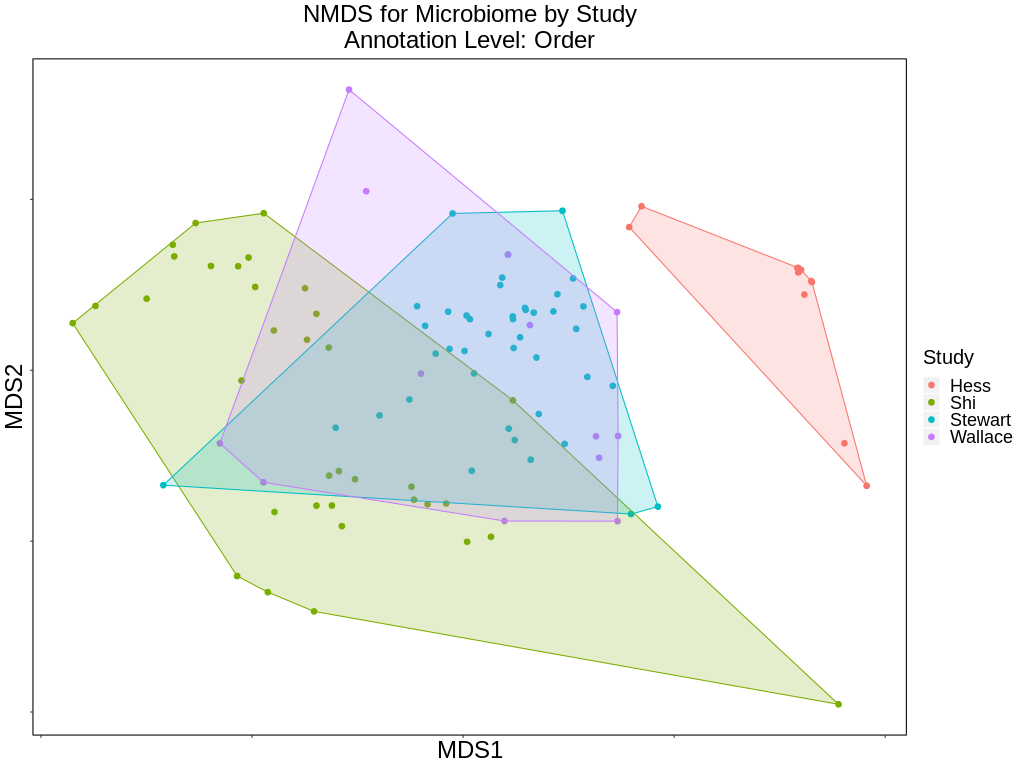 NMDS for Microbiome by Study
Annotation Level: Order
MDS2
MDS1
Study
Hess
Shi
Stewart
Wallace